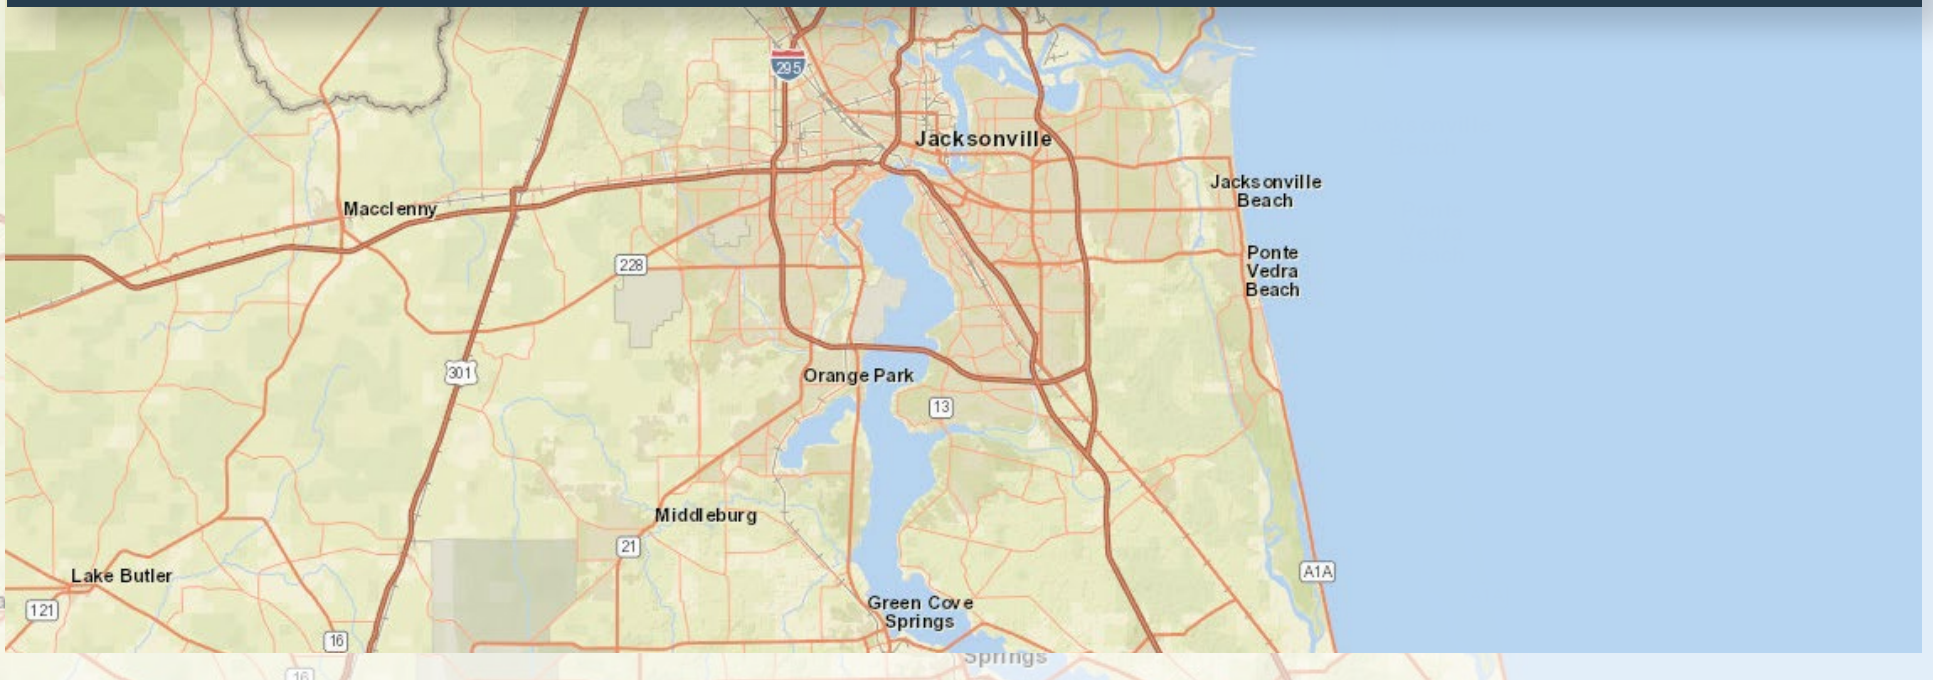 295
Jacksonville
Jacksonville
Beach
Macclenny
Ponte
Vedra
Beach
228
301
Orange Park
13
Middleburg
21
Lake Butler
A1A
121
Green Cove
Springs
16
Springs
16